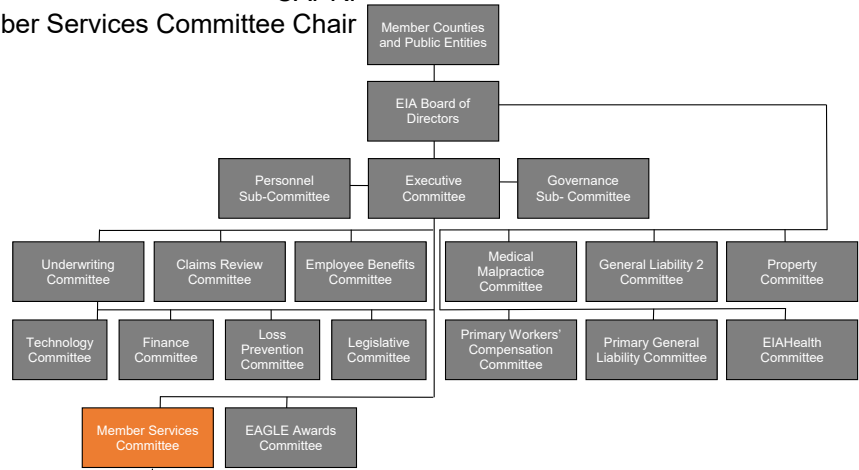 ber Services Committee Chair
Member Counties
and Public Entities
EIA Board of
Directors
Personnel
Sub-Committee
Executive
Committee
Governance
Sub- Committee
Underwriting
Committee
Claims Review
Committee
Employee Benefits
Committee
Medical
Malpractice
Committee
General Liability 2
Committee
Property
Committee
Technology
Committee
Finance
Committee
Loss
Prevention
Committee
Legislative
Committee
Primary Workers'
Compensation
Committee
Primary General
Liability Committee
EIAHealth
Committee
Member Services
Committee
EAGLE Awards
Committee